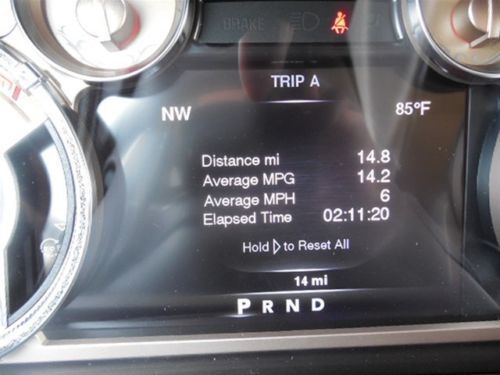 BRAKE
TRIP A
NW 85°F
Distance mi 14.8
Average MPG 14.2
Average MPH 6
Elapsed Time 02:11:20
Hold ▷ to Reset All
14 mi
P R N D